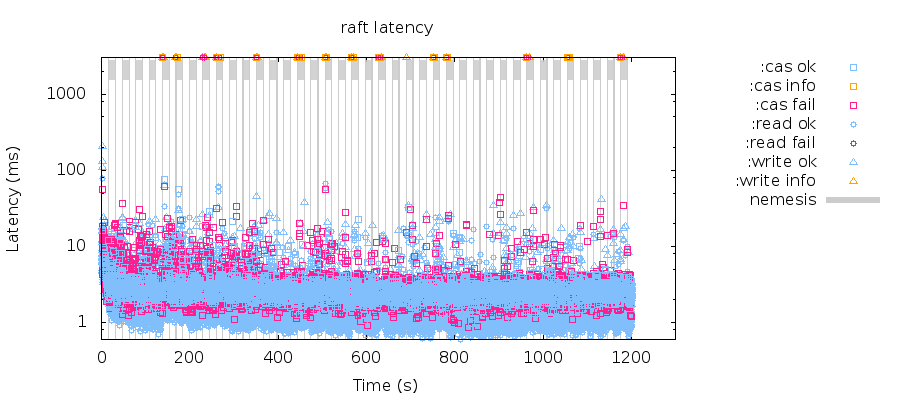 raft latency
Latency (ms)
1000
100
10
1
0
200
400
600
800
1000
1200
Time (s)
:cas ok
:cas info
:cas fail
:read ok
:read fail
:write ok
:write info
nemesis